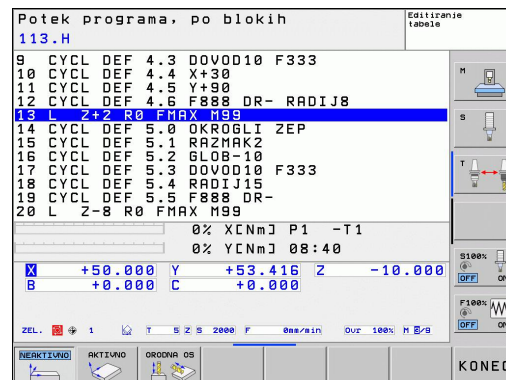 Potek programa, po blokih
Editiranje
tabele
113.H
9 CYCL DEF 4.3 DOVOD10 F333
10 CYCL DEF 4.4 X+30
11 CYCL DEF 4.5 Y+90
12 CYCL DEF 4.6 F888 DR- RADIJ8
13 L Z+2 R0 FMAX M99
14 CYCL DEF 5.0 OKROGLI ZEP
15 CYCL DEF 5.1 RAZMAK2
16 CYCL DEF 5.2 GLOB-10
17 CYCL DEF 5.3 DOVOD10 F333
18 CYCL DEF 5.4 RADIJ15
19 CYCL DEF 5.5 F888 DR-
20 L Z-8 R0 FMAX M99
0% X[Nm] P1 -T1
0% Y[Nm] 08:40
X +50.000 Y +53.416 Z -10.000
B +0.000 C +0.000
ZEL. 1 T 5 Z S 2000 F 0mm/min Ovr 100% M 5/9
M
S
T
S100%
OFF ON
F100%
OFF ON
NEAKTIVNO AKTIVNO ORODNA OS KONEC